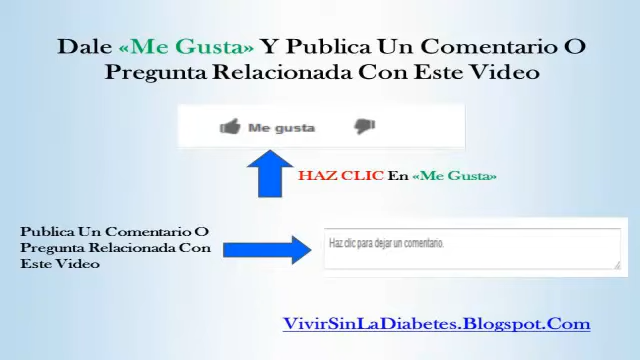 Dale «Me Gusta» Y Publica Un Comentario O
Pregunta Relacionada Con Este Video
Me gusta
HAZ CLIC En «Me Gusta»
Publica Un Comentario O
Pregunta Relacionada Con
Este Video
Haz clic para dejar un comentario.
VivirSinLaDiabetes.Blogspot.Com